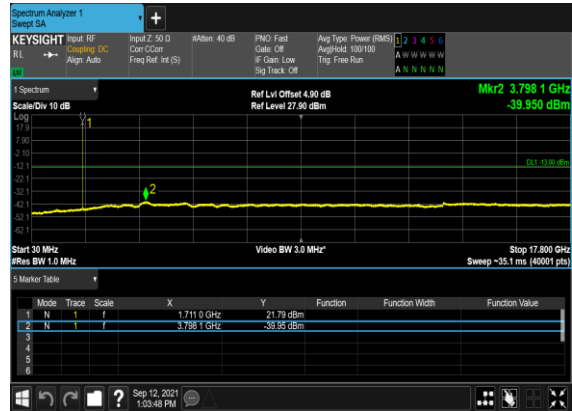 Spectrum Analyzer 1
Swept SA
+
KEYSIGHT Input: RF Input Z: 50 Ω #Atten: 40 dB PNO: Fast Avg Type: Power (RMS) 1 2 3 4 5 6
RL Coupling: DC Corr CCorr Gate: Off Avg|Hold: 100/100 A W W W W W
Align: Auto Freq Ref: Int (S) IF Gain: Low Trig: Free Run
Sig Track: Off A N N N N N
1 Spectrum Ref Lvl Offset 4.90 dB Mkr2 3.798 1 GHz
Scale/Div 10 dB Ref Level 27.90 dBm -39.950 dBm
Log
17.9
7.90
-2.10
-12.1
-22.1
-32.1
-42.1
-52.1
-62.1
1
2
DL1 -13.00 dBm
Start 30 MHz Video BW 3.0 MHz* Stop 17.800 GHz
#Res BW 1.0 MHz Sweep ~35.1 ms (40001 pts)
5 Marker Table
Mode Trace Scale X Y Function Function Width Function Value
1 N 1 f 1.711 0 GHz 21.79 dBm
2 N 1 f 3.798 1 GHz -39.95 dBm
3
4
5
6
? Sep 12, 2021
1:03:48 PM